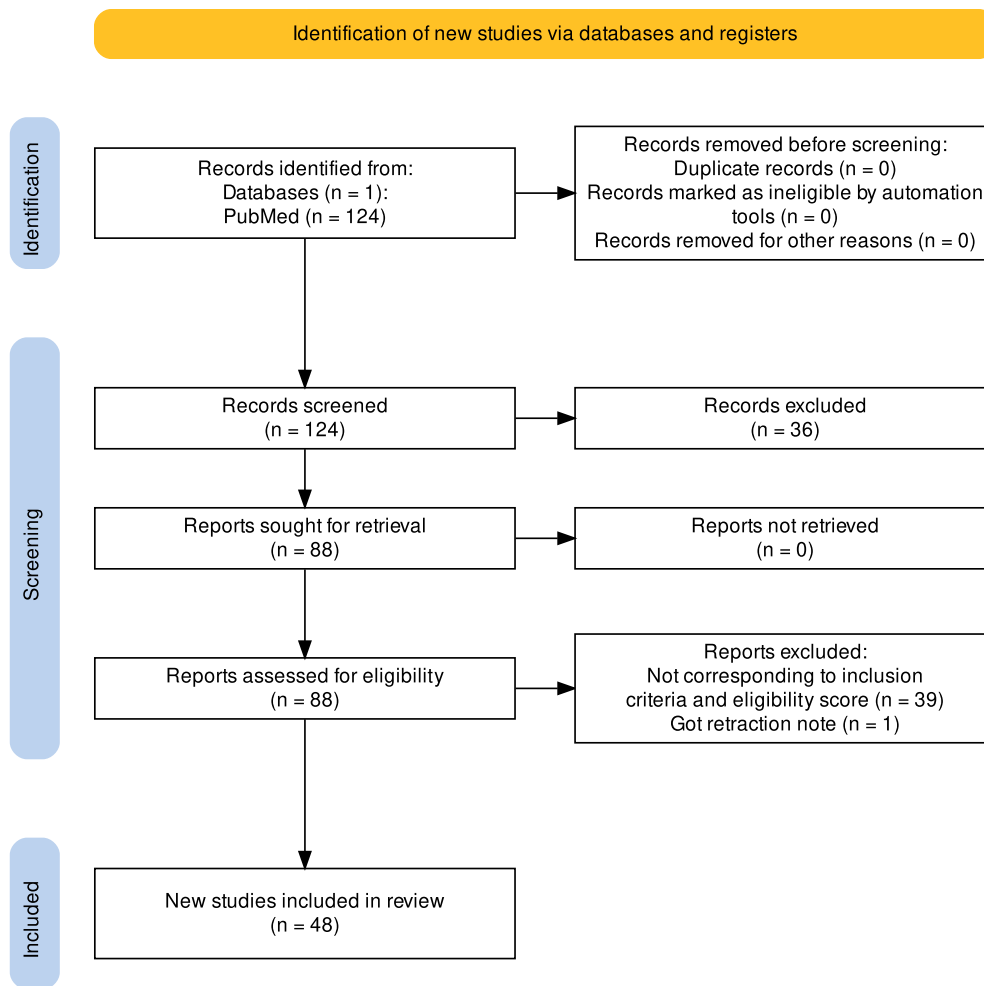 Identification of new studies via databases and registers
Identification
Records identified from:
Databases (n = 1):
PubMed (n = 124)
Records removed before screening:
Duplicate records (n = 0)
Records marked as ineligible by automation
tools (n = 0)
Records removed for other reasons (n = 0)
Screening
Records screened
(n = 124)
Records excluded
(n = 36)
Reports sought for retrieval
(n = 88)
Reports not retrieved
(n = 0)
Reports assessed for eligibility
(n = 88)
Reports excluded:
Not corresponding to inclusion
criteria and eligibility score (n = 39)
Got retraction note (n = 1)
Included
New studies included in review
(n = 48)